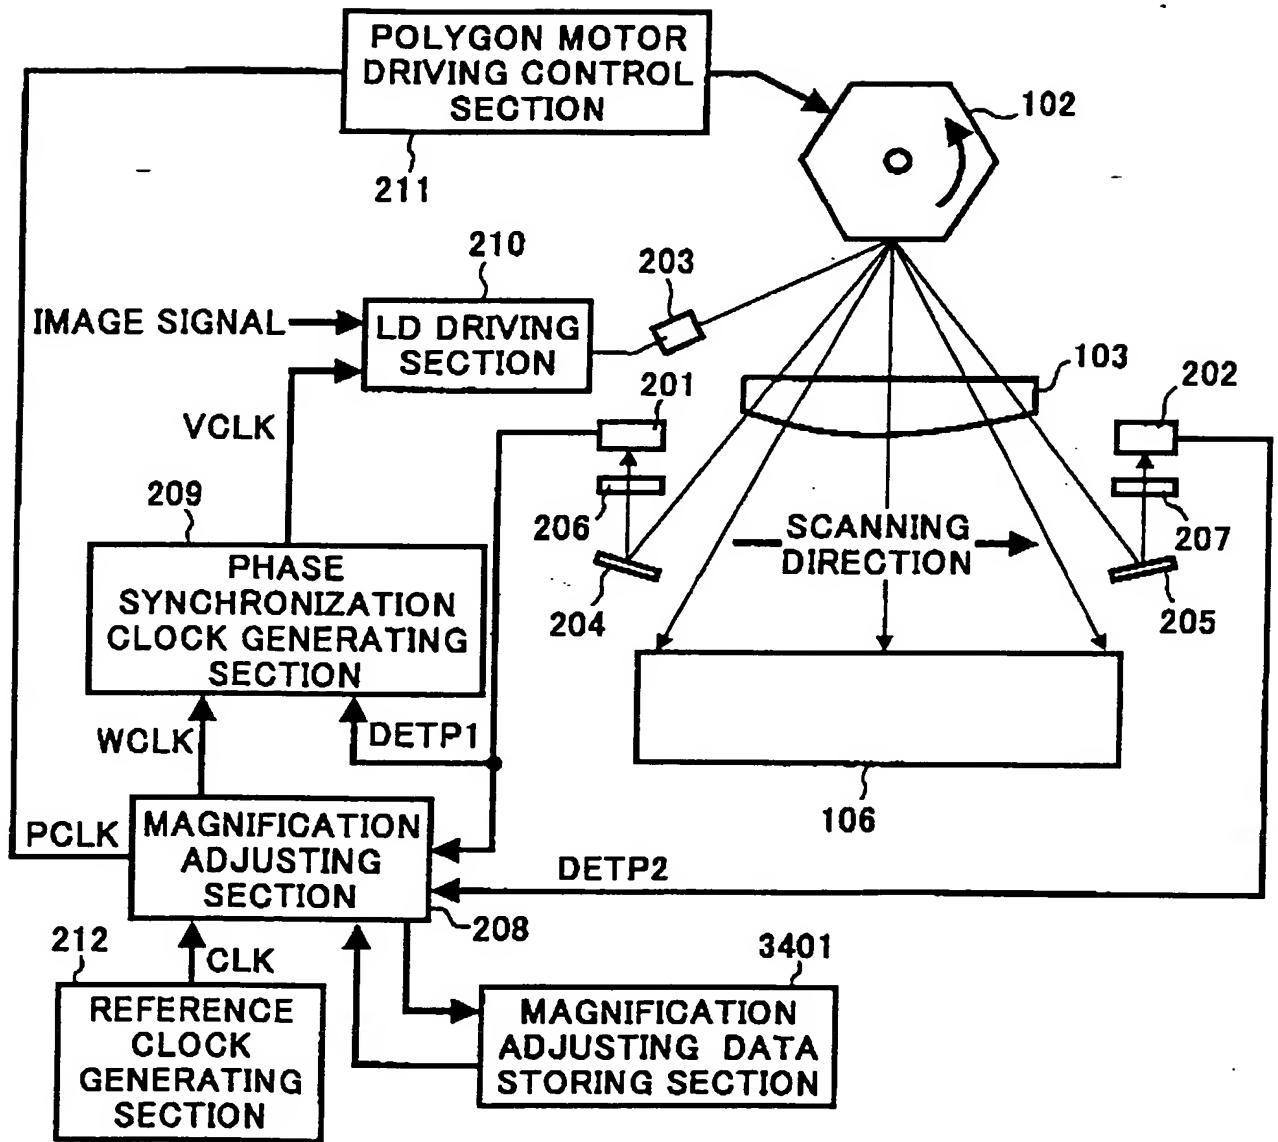 POLYGON MOTOR
DRIVING CONTROL
SECTION
102
211
210
203
IMAGE SIGNAL
LD DRIVING
SECTION
103
201
202
VCLK
209
206
SCANNING
DIRECTION
207
PHASE
SYNCHRONIZATION
CLOCK GENERATING
SECTION
204
205
WCLK
DETP1
PCLK
MAGNIFICATION
ADJUSTING
SECTION
106
DETP2
208
212
CLK
3401
REFERENCE
CLOCK
GENERATING
SECTION
MAGNIFICATION
ADJUSTING DATA
STORING SECTION